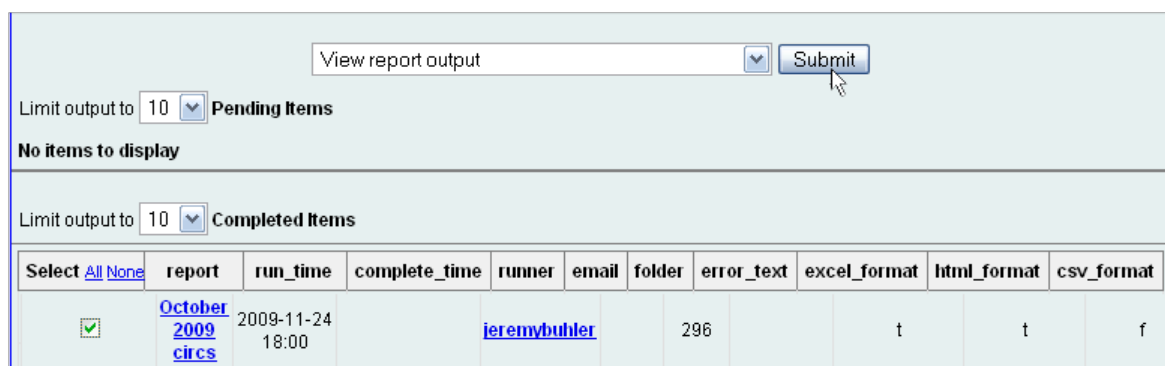 View report output Submit
Limit output to 10 Pending Items
No items to display
Limit output to 10 Completed Items
Select All None report run_time complete_time runner email folder error_text excel_format html_format csv_format
October 2009 circs 2009-11-24 18:00 jeremybuhler 296 t t f